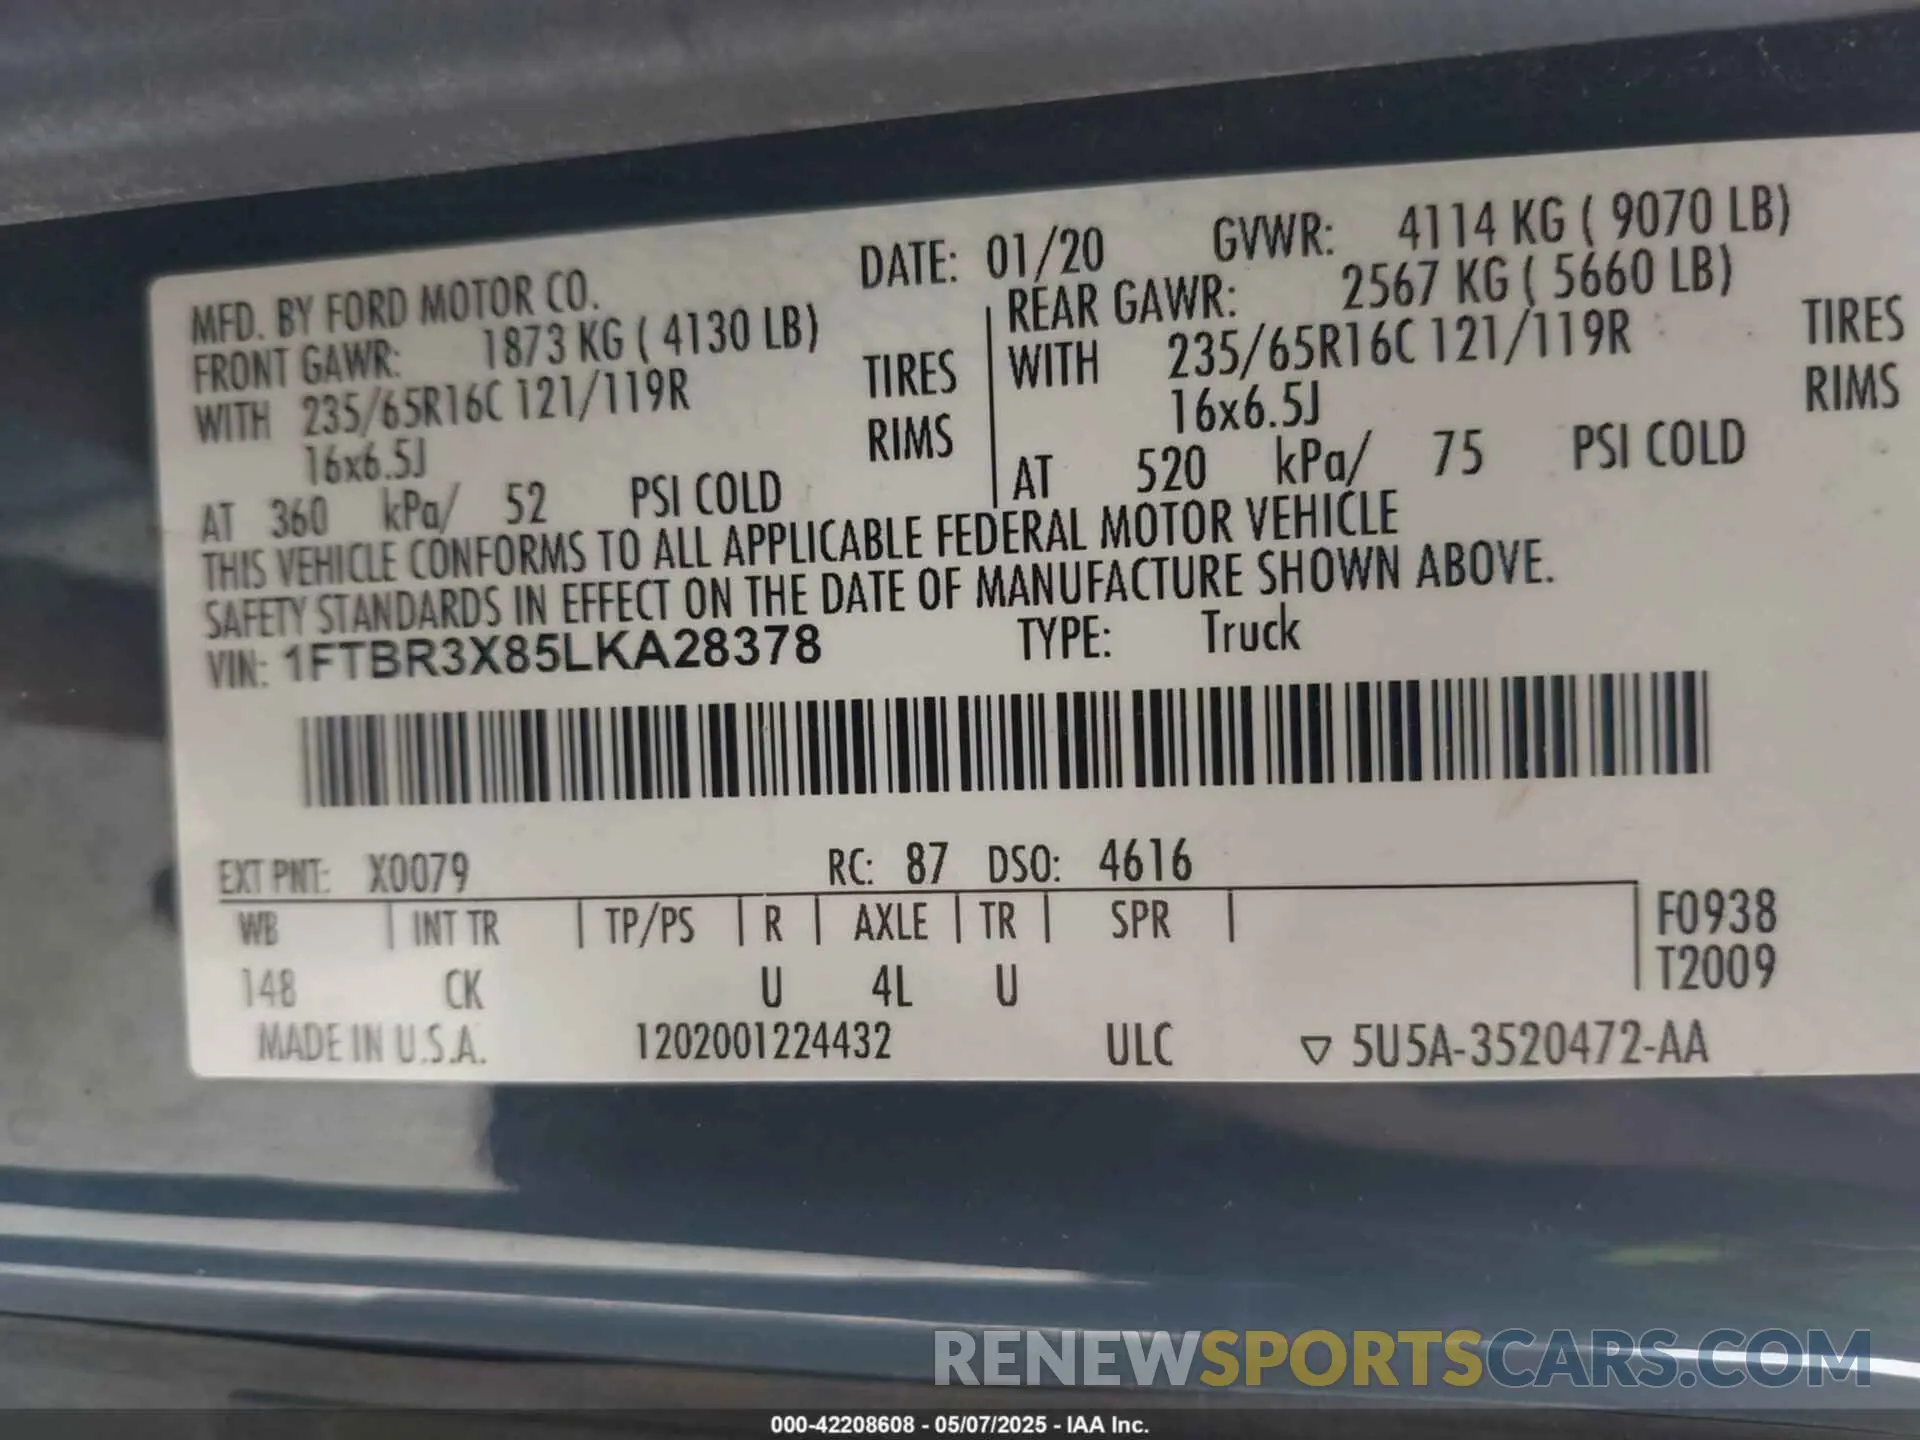 MFD. BY FORD MOTOR CO.
DATE: 01/20 GVWR: 4114 KG ( 9070 LB)
FRONT GAWR: 1873 KG ( 4130 LB)
REAR GAWR: 2567 KG ( 5660 LB)
WITH 235/65R16C 121/119R TIRES
WITH 235/65R16C 121/119R TIRES
16x6.5J RIMS
16x6.5J RIMS
AT 360 kPa/ 52 PSI COLD
AT 520 kPa/ 75 PSI COLD
THIS VEHICLE CONFORMS TO ALL APPLICABLE FEDERAL MOTOR VEHICLE
SAFETY STANDARDS IN EFFECT ON THE DATE OF MANUFACTURE SHOWN ABOVE.
VIN: 1FTBR3X85LKA28378 TYPE: Truck
EXT PNT: X0079 RC: 87 DSO: 4616
WB INT TR TP/PS R AXLE TR SPR F0938
T2009
148 CK U 4L U
MADE IN U.S.A. 1202001224432 ULC ▽ 5U5A-3520472-AA
RENEWSPORTSCARS.COM
000-42208608 - 05/07/2025 - IAA Inc.